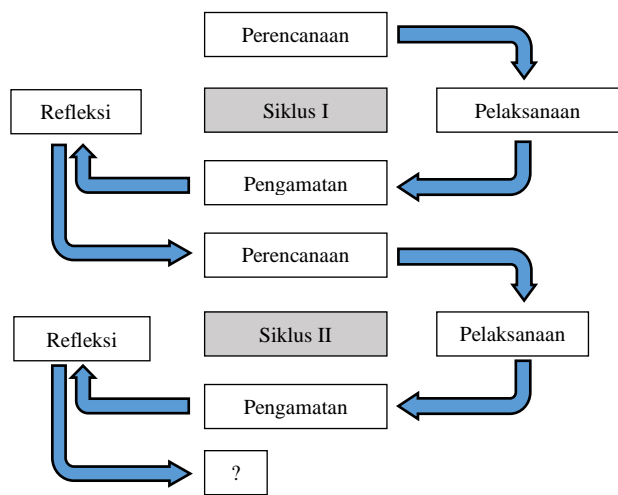 Perencanaan
Refleksi
Siklus I
Pelaksanaan
Pengamatan
Perencanaan
Refleksi
Siklus II
Pelaksanaan
Pengamatan
?